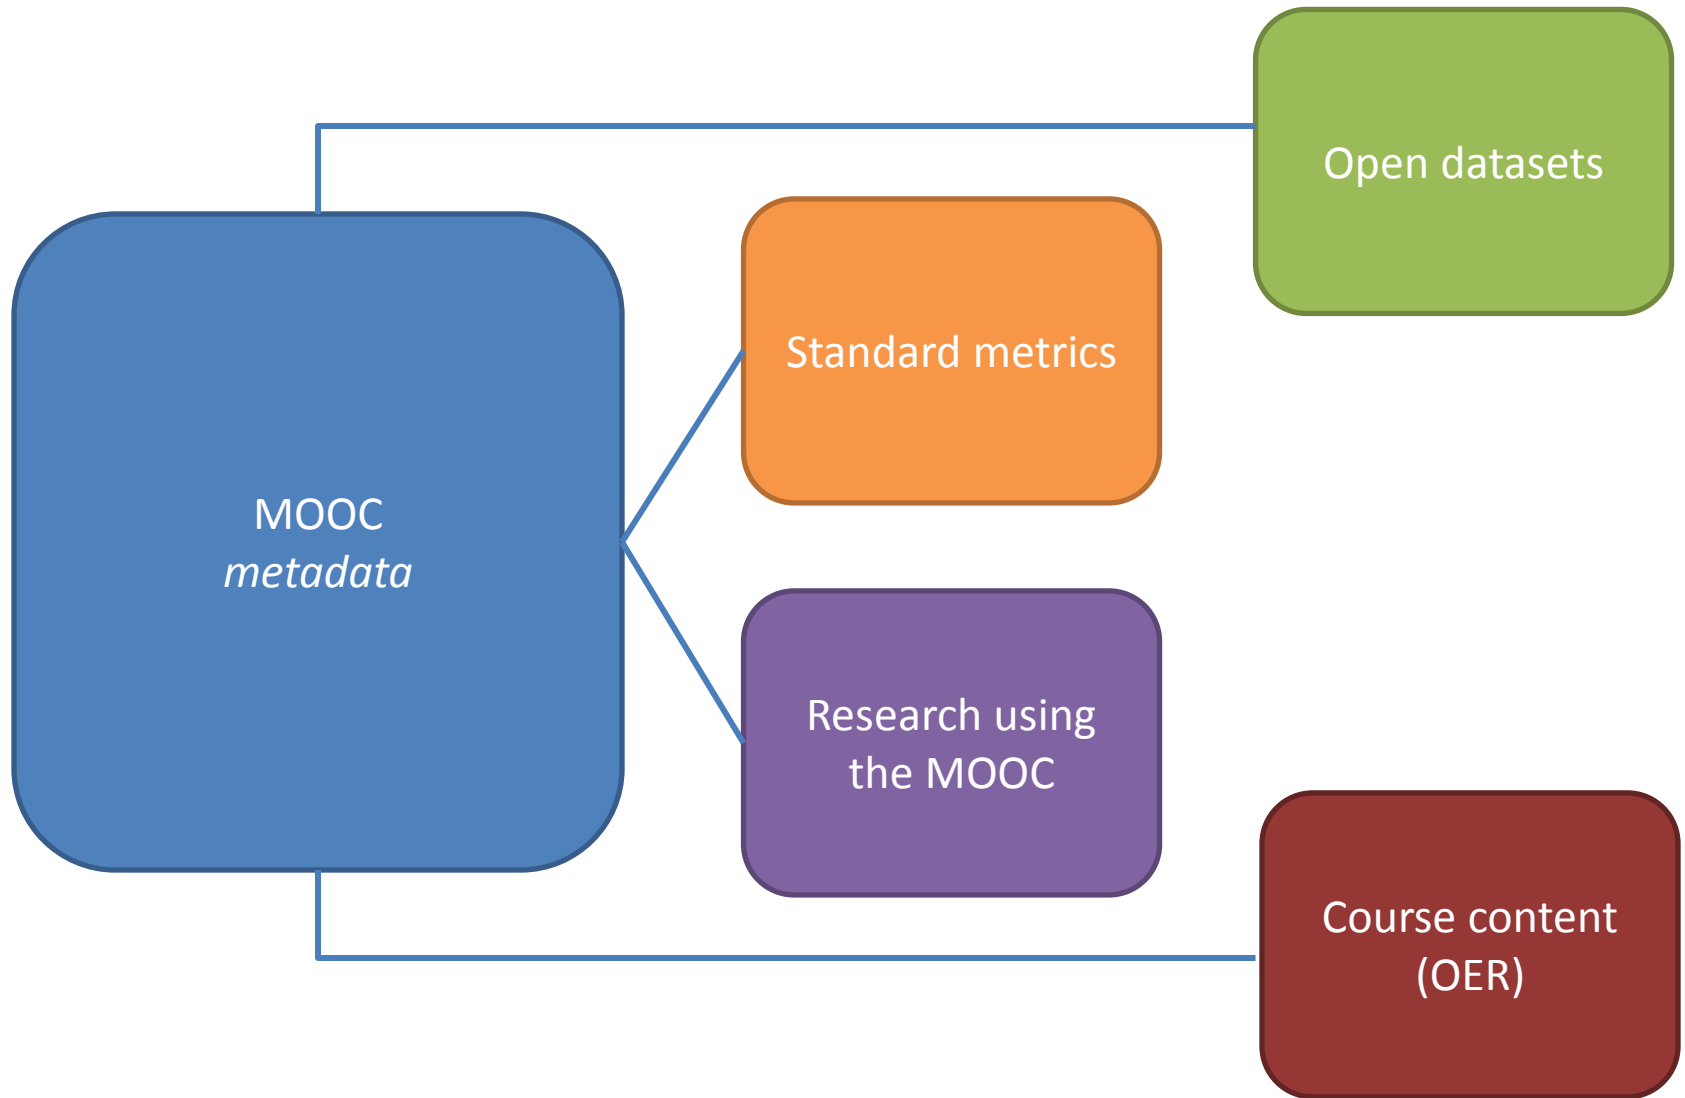 Open datasets
Standard metrics
MOOC
metadata
Research using
the MOOC
Course content
(OER)